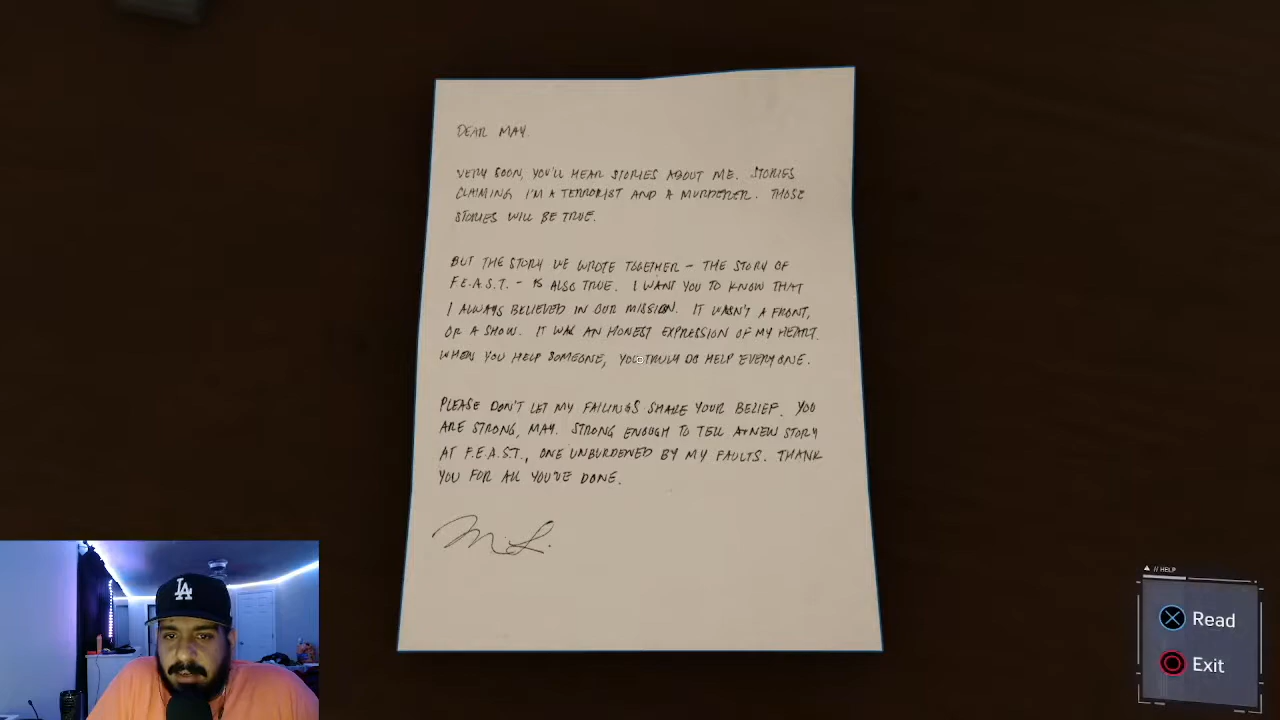 DEAR MAY.
VERY SOON, YOU'LL HEAR STORIES ABOUT ME. STORIES
CLAIMING I'M A TERRORIST AND A MURDERER. THOSE
STORIES WILL BE TRUE.
BUT THE STORY WE WROTE TOGETHER - THE STORY OF
F.E.A.S.T. - IS ALSO TRUE. I WANT YOU TO KNOW THAT
I ALWAYS BELIEVED IN OUR MISSION. IT WASN'T A FRONT,
OR A SHOW. IT WAS AN HONEST EXPRESSION OF MY HEART.
WHEN YOU HELP SOMEONE, YOU TRULY DO HELP EVERYONE.
PLEASE DON'T LET MY FAILINGS SHAKE YOUR BELIEF. YOU
ARE STRONG, MAY. STRONG ENOUGH TO TELL A NEW STORY
AT F.E.A.S.T., ONE UNBURDENED BY MY FAULTS. THANK
YOU FOR ALL YOU'VE DONE.
M.L.
LA
// HELP
Read
Exit